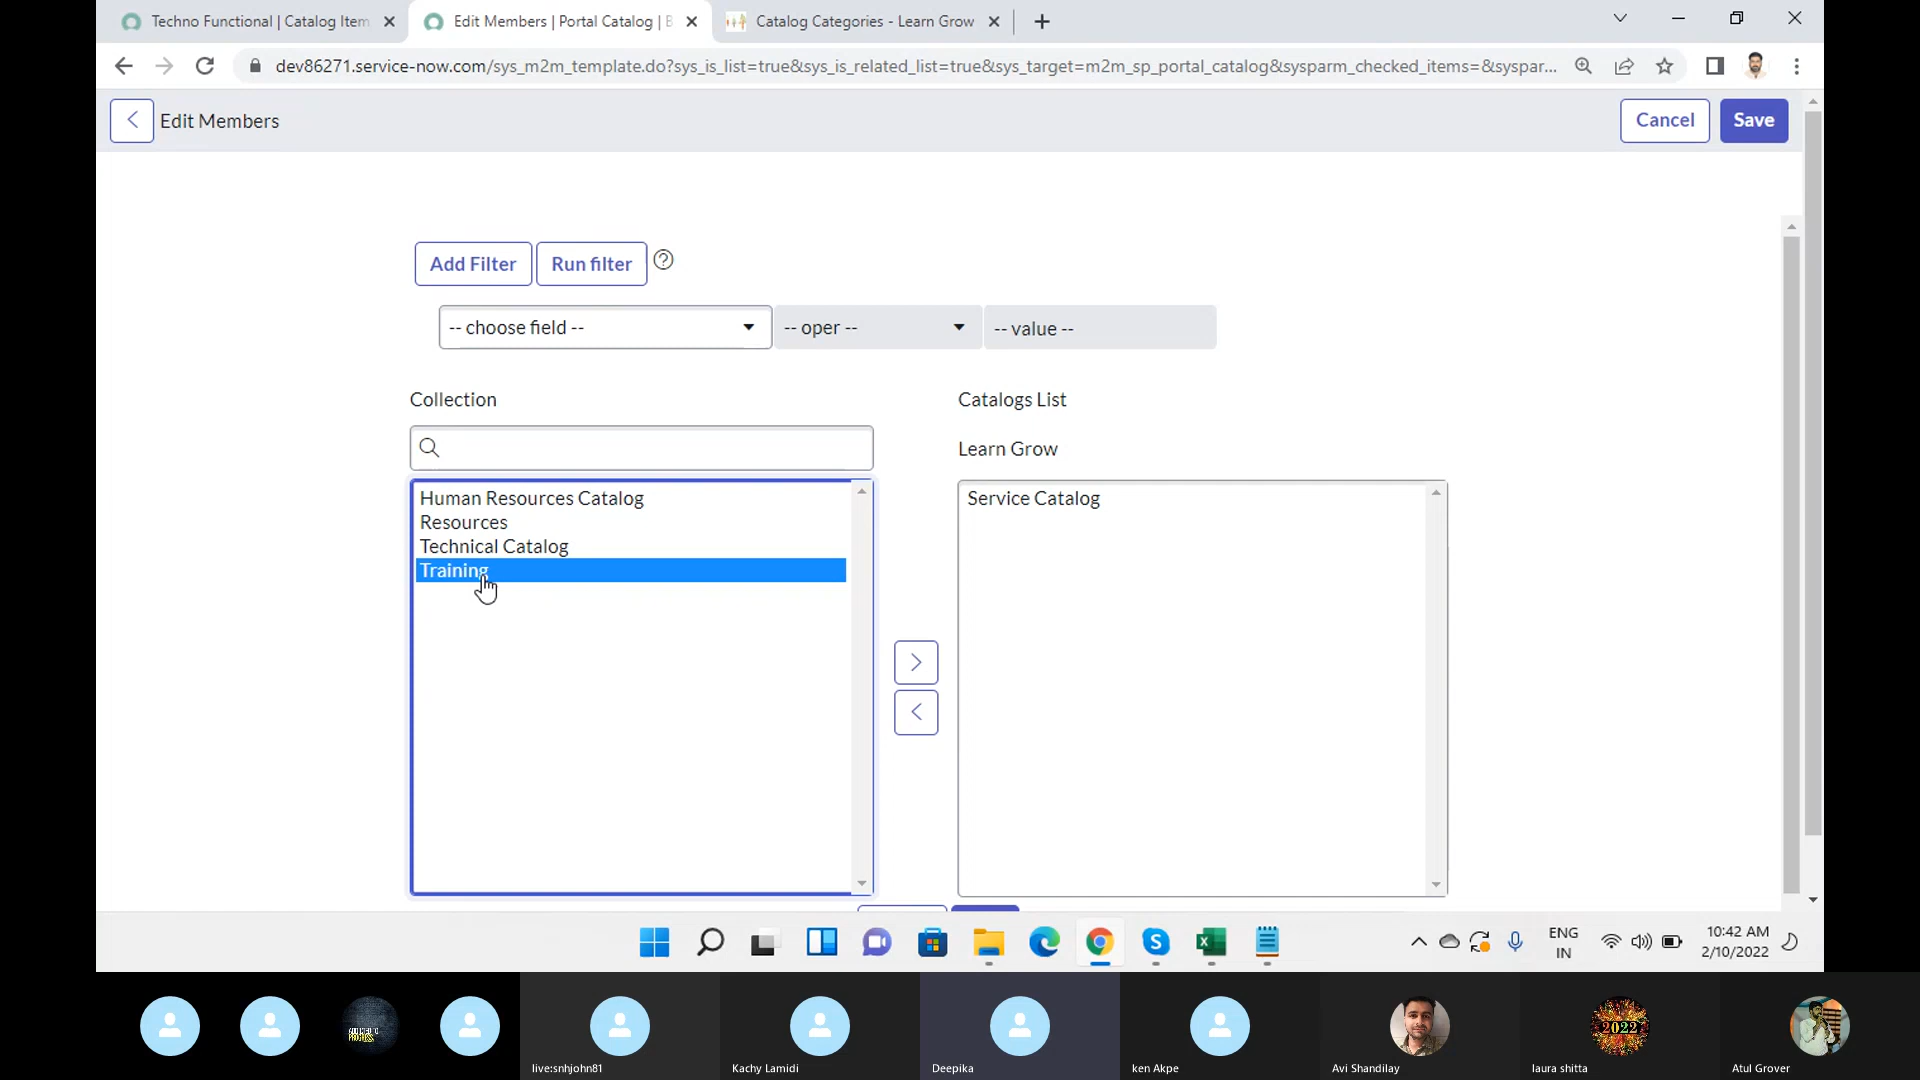 Techno Functional | Catalog Item
Edit Members | Portal Catalog | B
Catalog Categories - Learn Grow
dev86271.service-now.com/sys_m2m_template.do?sys_is_list=true&sys_is_related_list=true&sys_target=m2m_sp_portal_catalog&sysparm_checked_items=&syspar...
Edit Members
Cancel
Save
Add Filter
Run filter
-- choose field --
-- oper --
-- value --
Collection
Catalogs List
Learn Grow
Human Resources Catalog
Resources
Technical Catalog
Training
Service Catalog
ENG
IN
10:42 AM
2/10/2022
2022
live:snhjohn81
Kachy Lamidi
Deepika
ken Akpe
Avi Shandilay
laura shitta
Atul Grover